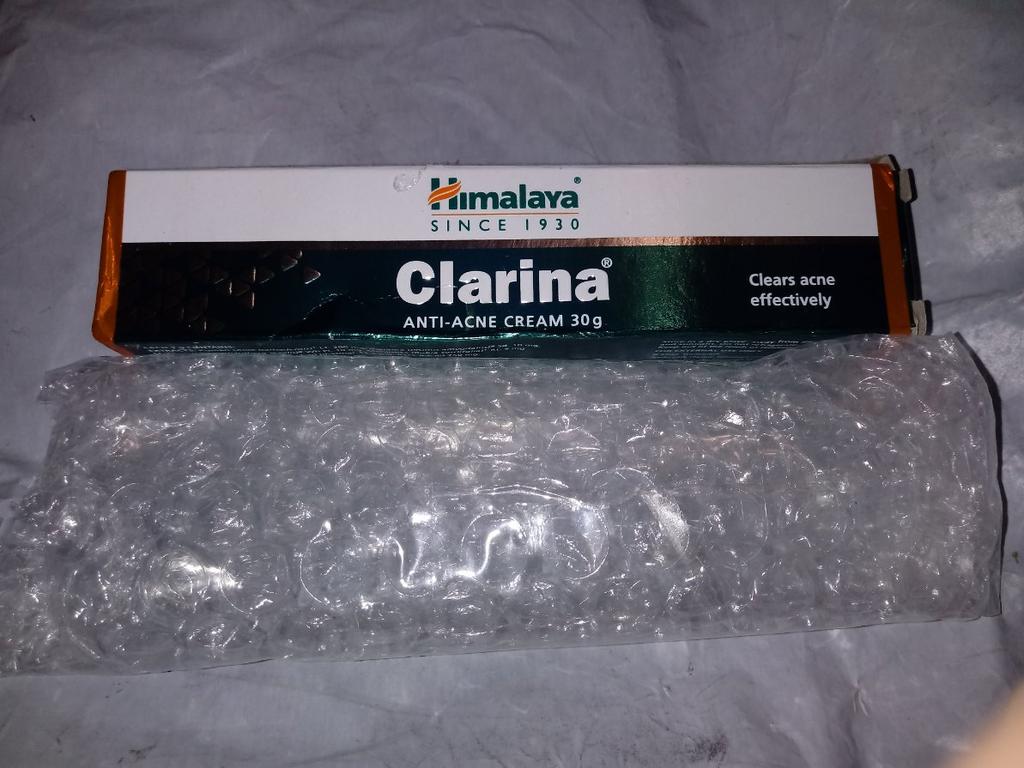 Himalaya®
SINCE 1930
Clarina®
ANTI-ACNE CREAM 30g
Clears acne
effectively